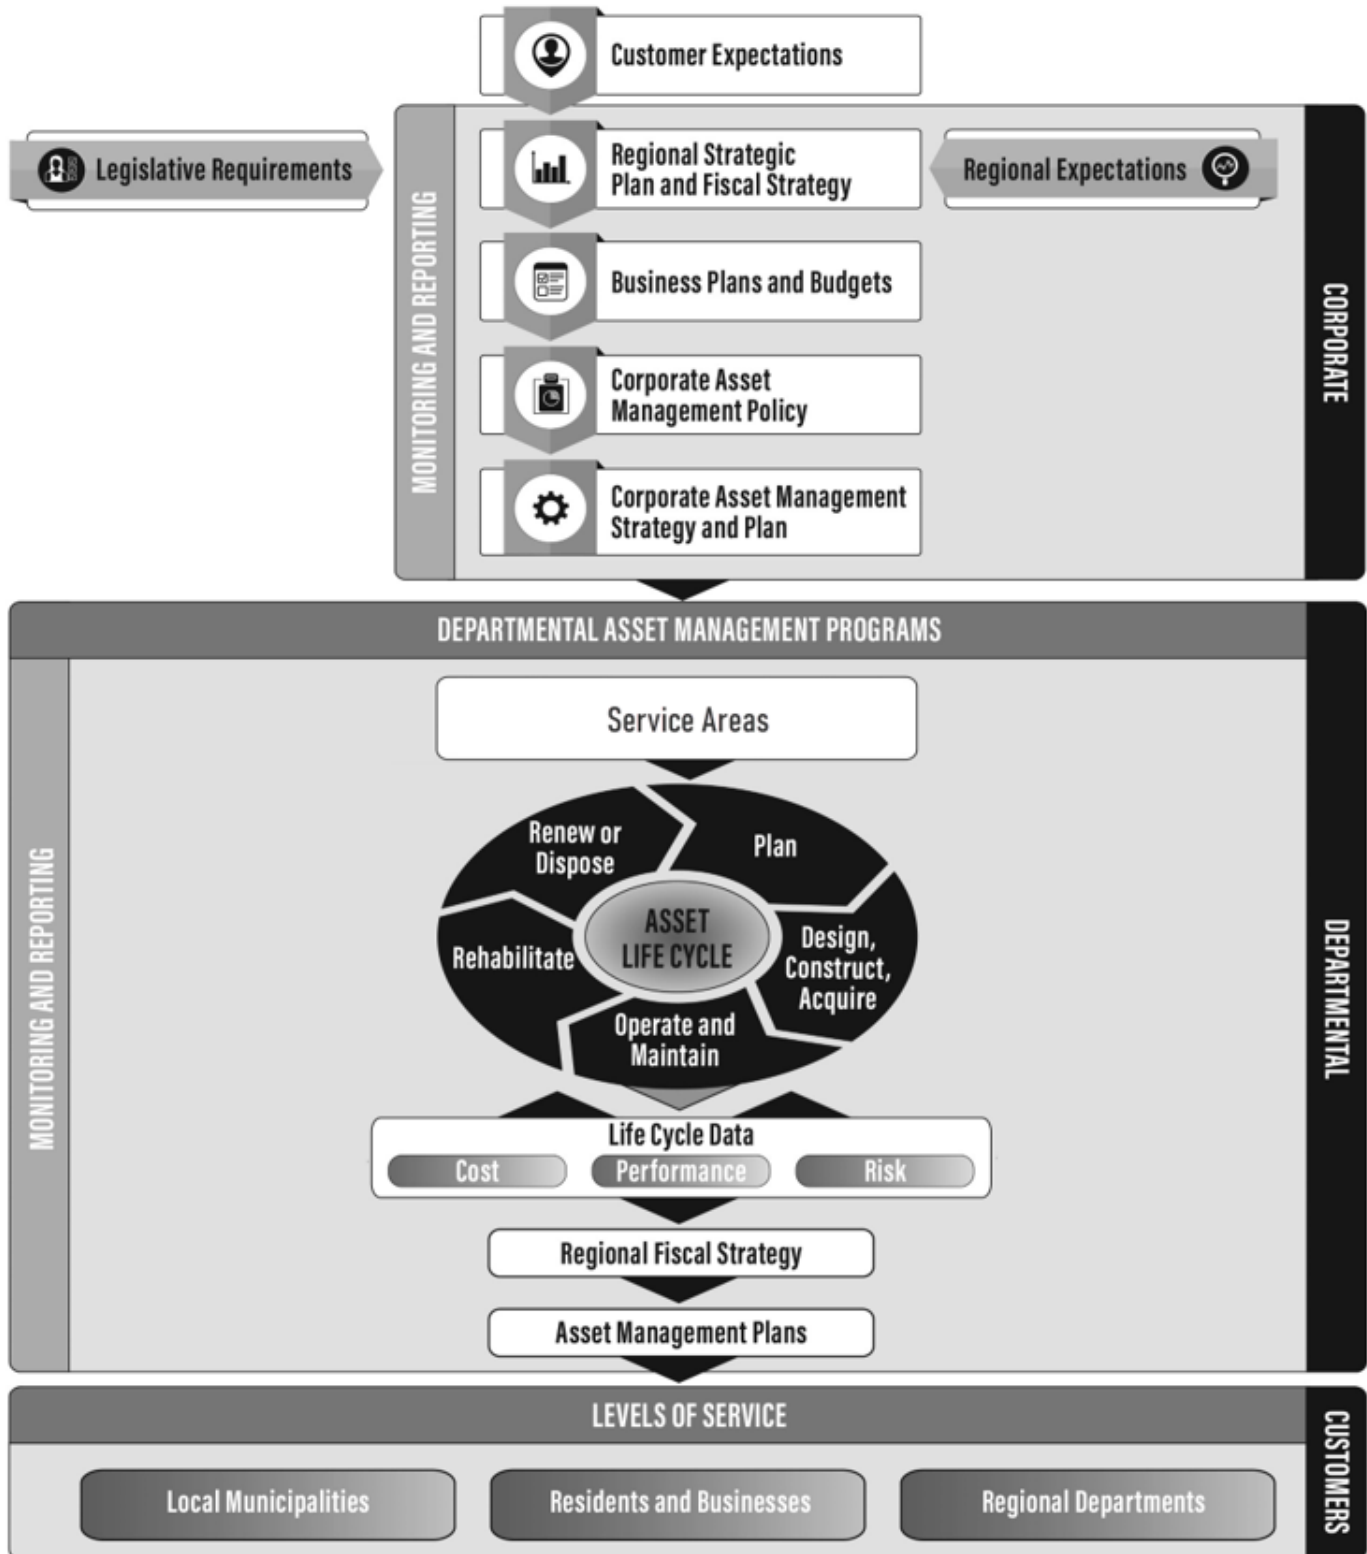 Customer Expectations
Legislative Requirements
Regional Strategic
Plan and Fiscal Strategy
Regional Expectations
MONITORING AND REPORTING
Business Plans and Budgets
CORPORATE
Corporate Asset
Management Policy
Corporate Asset Management
Strategy and Plan
DEPARTMENTAL ASSET MANAGEMENT PROGRAMS
MONITORING AND REPORTING
DEPARTMENTAL
Service Areas
Renew or
Dispose
Plan
ASSET
LIFE CYCLE
Design,
Construct,
Acquire
Rehabilitate
Operate and
Maintain
Life Cycle Data
Cost
Performance
Risk
Regional Fiscal Strategy
Asset Management Plans
LEVELS OF SERVICE
CUSTOMERS
Local Municipalities
Residents and Businesses
Regional Departments